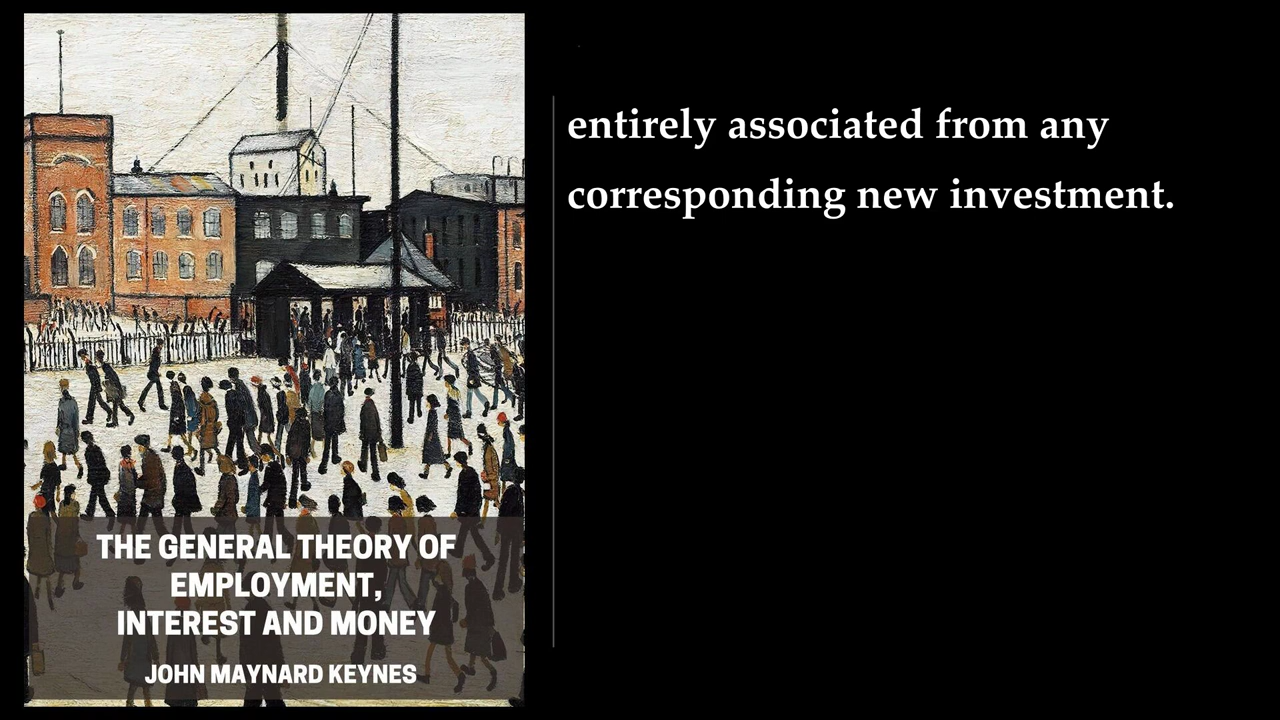 entirely associated from any
corresponding new investment.
THE GENERAL THEORY OF
EMPLOYMENT,
INTEREST AND MONEY
JOHN MAYNARD KEYNES